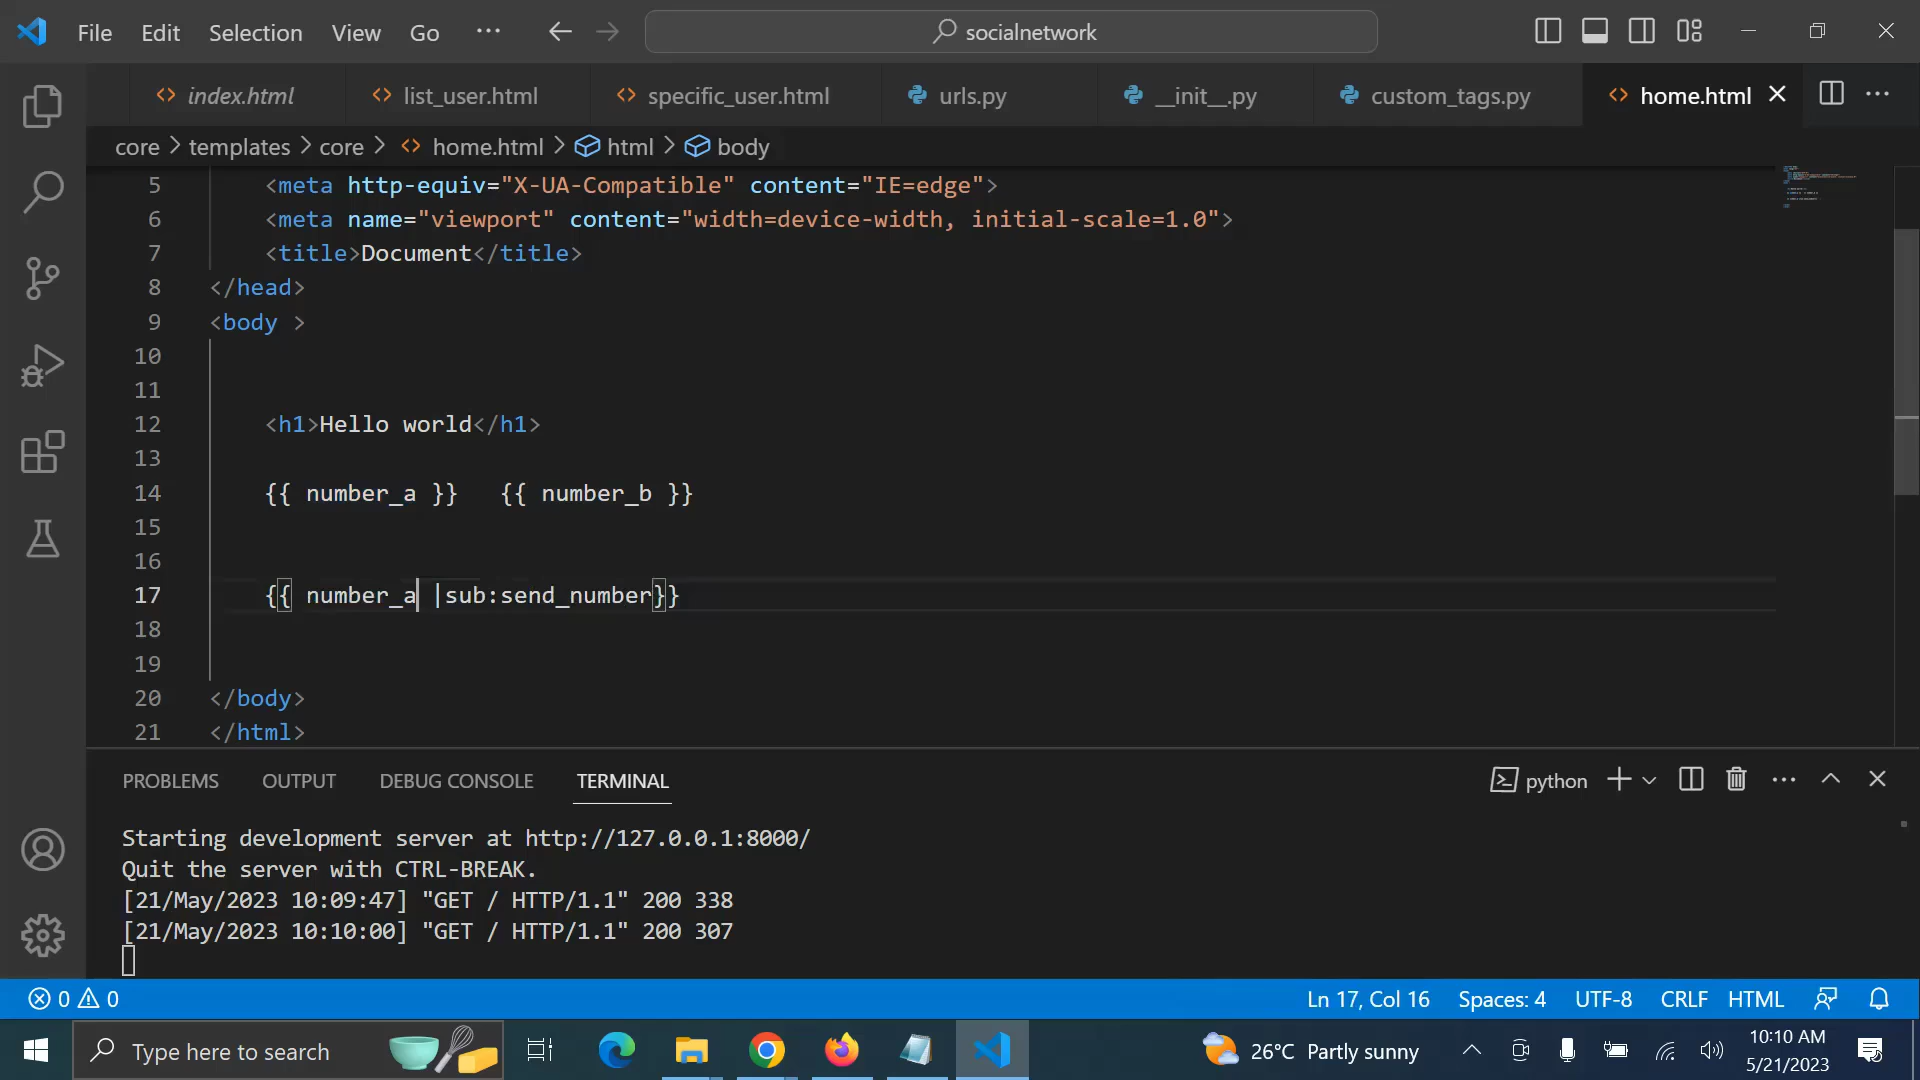 File Edit Selection View Go ··· socialnetwork
index.html list_user.html specific_user.html urls.py __init__.py custom_tags.py home.html
core > templates > core > home.html > html > body
5 <meta http-equiv="X-UA-Compatible" content="IE=edge">
6 <meta name="viewport" content="width=device-width, initial-scale=1.0">
7 <title>Document</title>
8 </head>
9 <body >
10
11
12 <h1>Hello world</h1>
13
14 {{ number_a }} {{ number_b }}
15
16
17 {{ number_a |sub:send_number}}
18
19
20 </body>
21 </html>
PROBLEMS OUTPUT DEBUG CONSOLE TERMINAL python
Starting development server at http://127.0.0.1:8000/
Quit the server with CTRL-BREAK.
[21/May/2023 10:09:47] "GET / HTTP/1.1" 200 338
[21/May/2023 10:10:00] "GET / HTTP/1.1" 200 307
0 0 Ln 17, Col 16 Spaces: 4 UTF-8 CRLF HTML
Type here to search 26°C Partly sunny 10:10 AM
5/21/2023